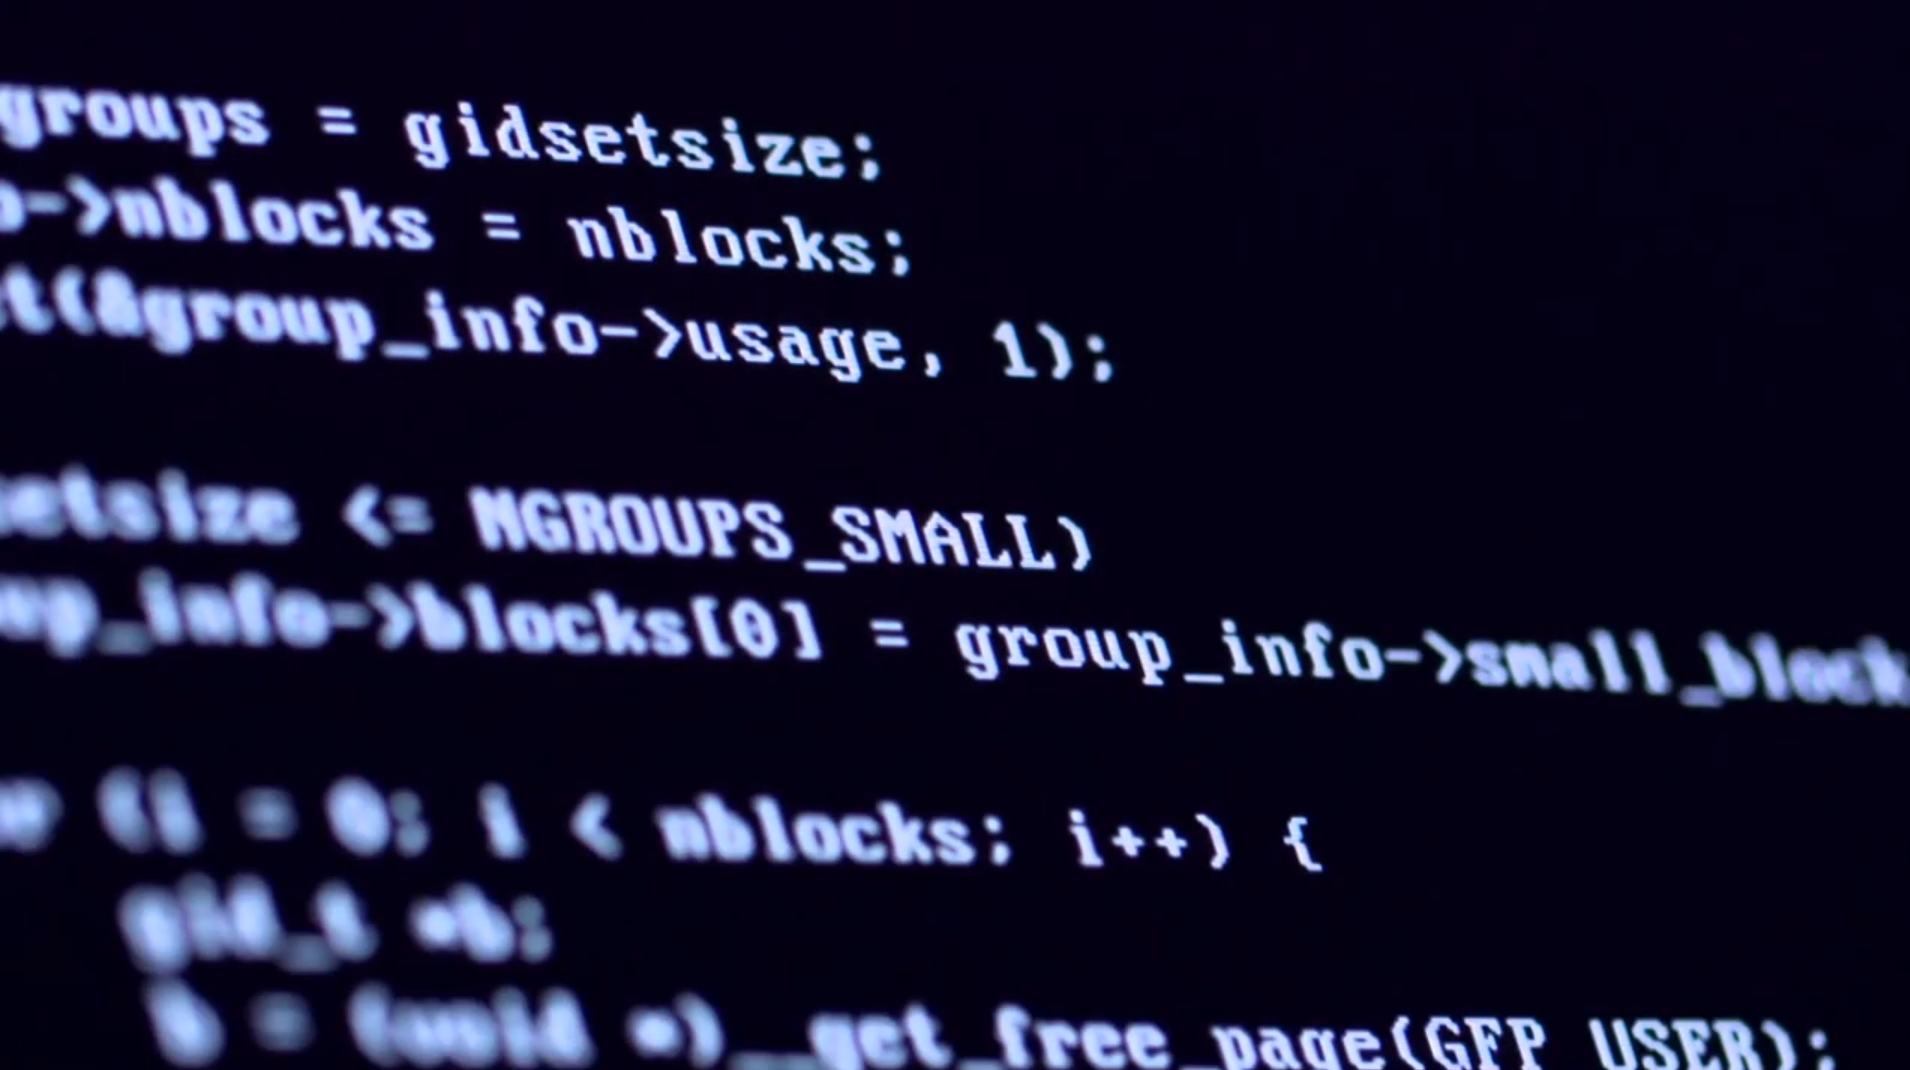 groups = gidsetsize;
->nblocks = nblocks;
t(&group_info->usage, 1);
etsize <= NGROUPS_SMALL)
up_info->blocks[0] = group_info->small_block
(i = 0; i < nblocks; i++) {
gid_t *b;
b = (void *)__get_free_page(GFP_USER);